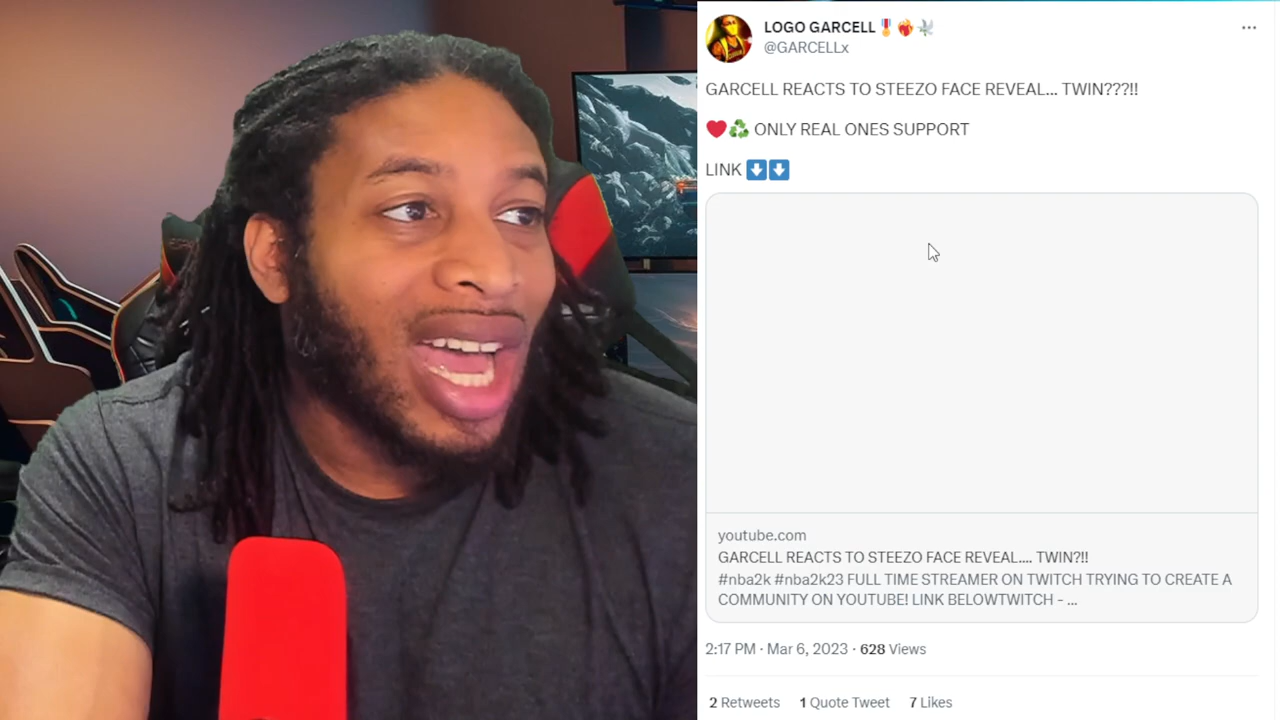 LOGO GARCELL🎖️❤️‍🔥🕊️
@GARCELLx
GARCELL REACTS TO STEEZO FACE REVEAL... TWIN???!!
❤️♻️ ONLY REAL ONES SUPPORT
LINK ⬇️⬇️
youtube.com
GARCELL REACTS TO STEEZO FACE REVEAL.... TWIN?!!
#nba2k #nba2k23 FULL TIME STREAMER ON TWITCH TRYING TO CREATE A
COMMUNITY ON YOUTUBE! LINK BELOWTWITCH - ...
2:17 PM · Mar 6, 2023 · 628 Views
2 Retweets 1 Quote Tweet 7 Likes